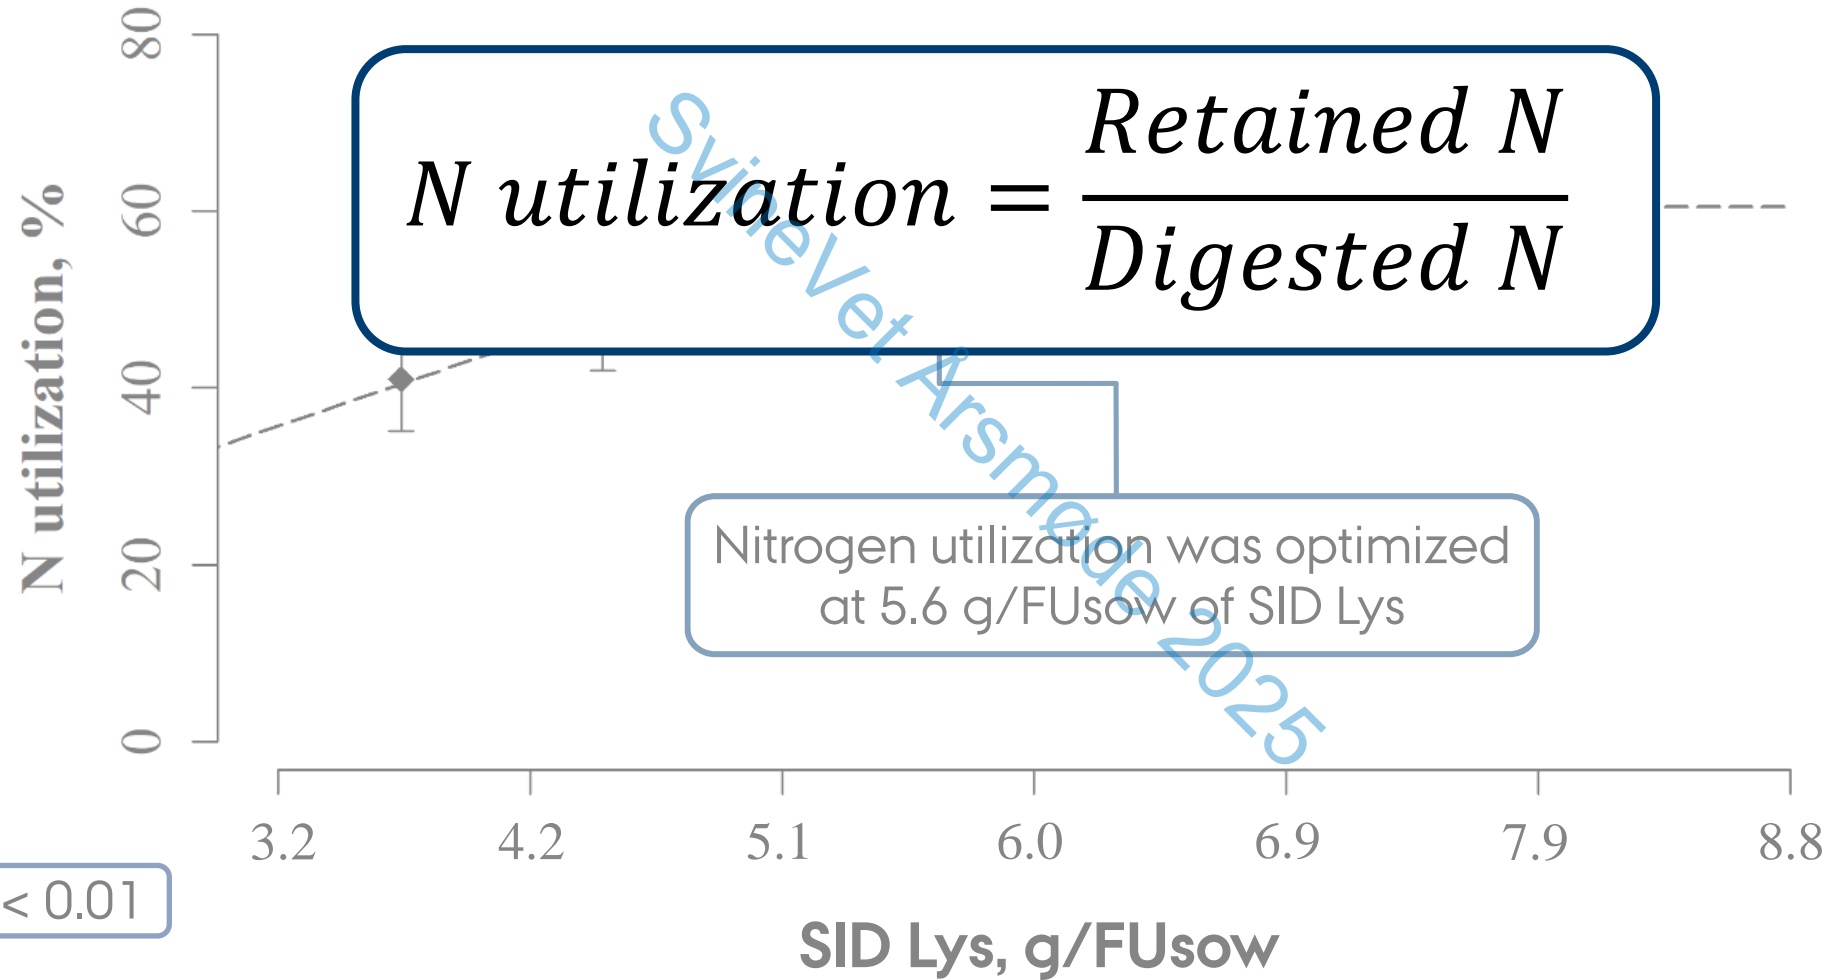 N utilization, %
80
60
40
20
0
N utilization = Retained N / Digested N
Nitrogen utilization was optimized
at 5.6 g/FUsow of SID Lys
3.2 4.2 5.1 6.0 6.9 7.9 8.8
< 0.01
SID Lys, g/FUsow
SvineVet Årsmøde 2025